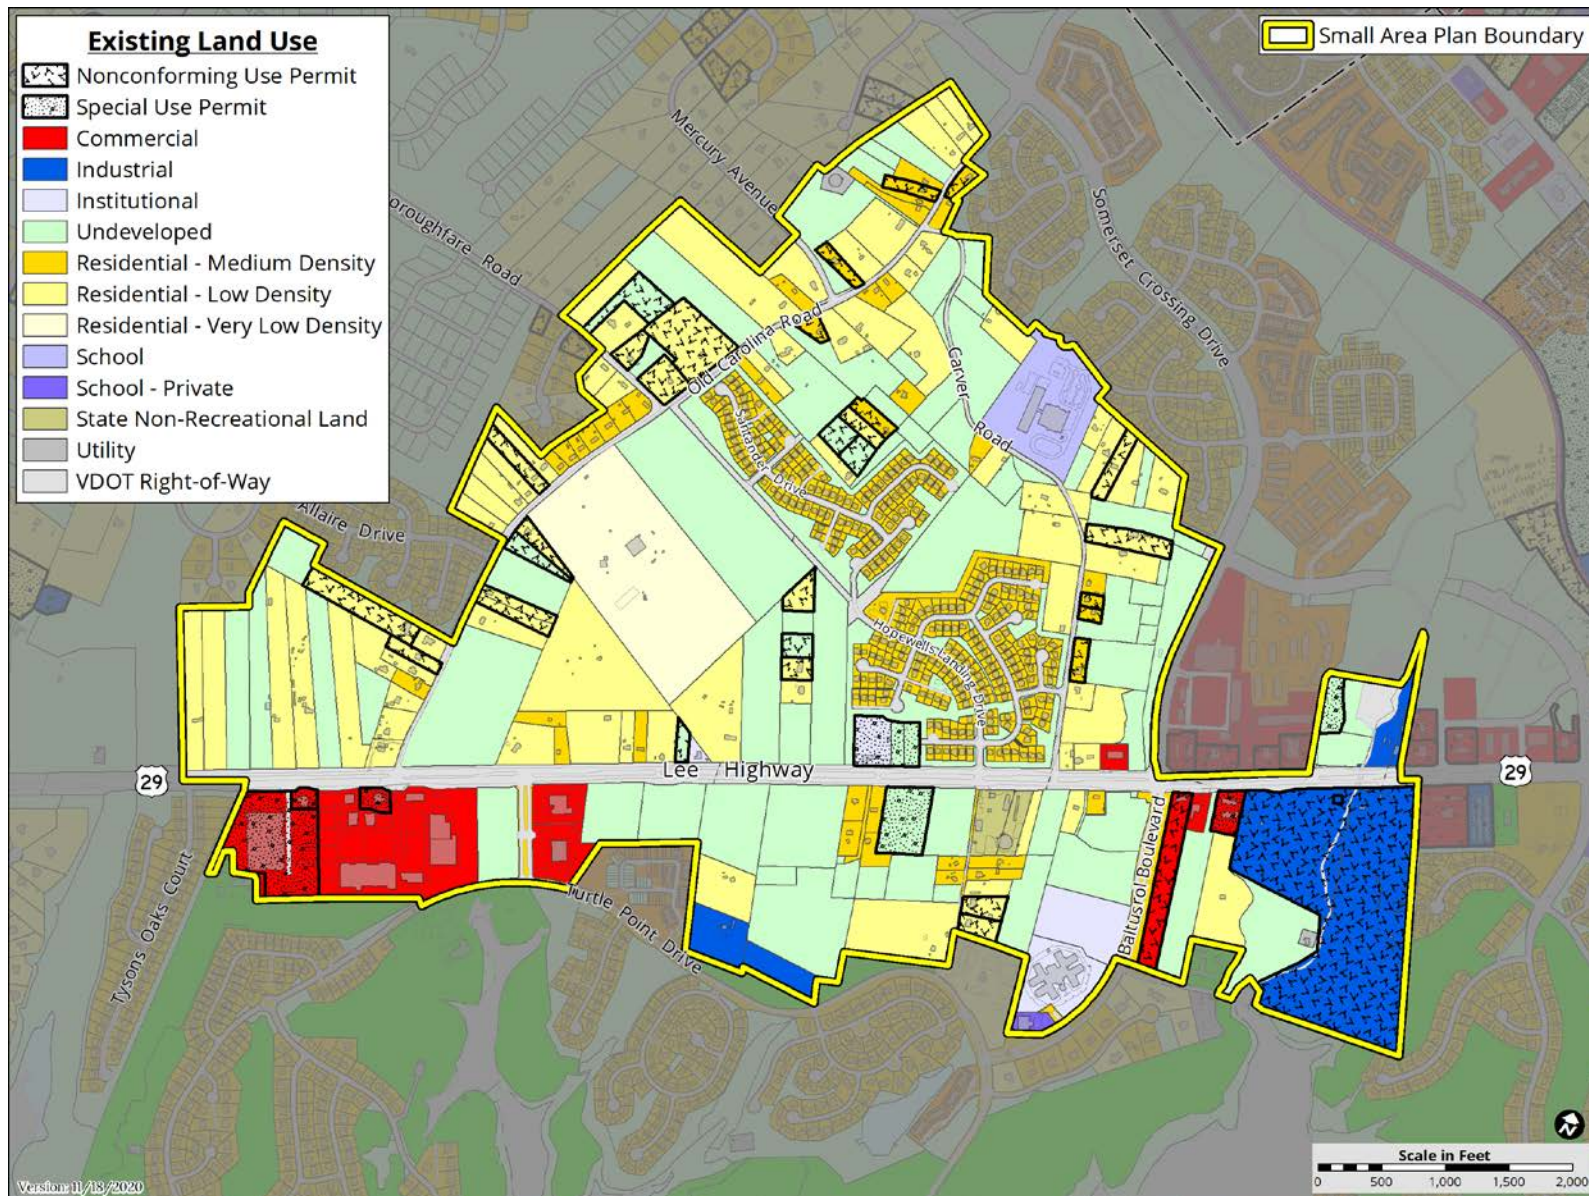 Existing Land Use
Nonconforming Use Permit
Special Use Permit
Commercial
Industrial
Institutional
Undeveloped
Residential - Medium Density
Residential - Low Density
Residential - Very Low Density
School
School - Private
State Non-Recreational Land
Utility
VDOT Right-of-Way
Small Area Plan Boundary
Mercury Avenue
oroughfare Road
Somerset Crossing Drive
Old Carolina Road
Carver Road
Santander Drive
Allaire Drive
Hopewells Landing Drive
29
Lee Highway
29
Baltusrol Boulevard
Tysons Oaks Court
Turtle Point Drive
N
Scale in Feet
0 500 1,000 1,500 2,000
Version: 11/18/2020